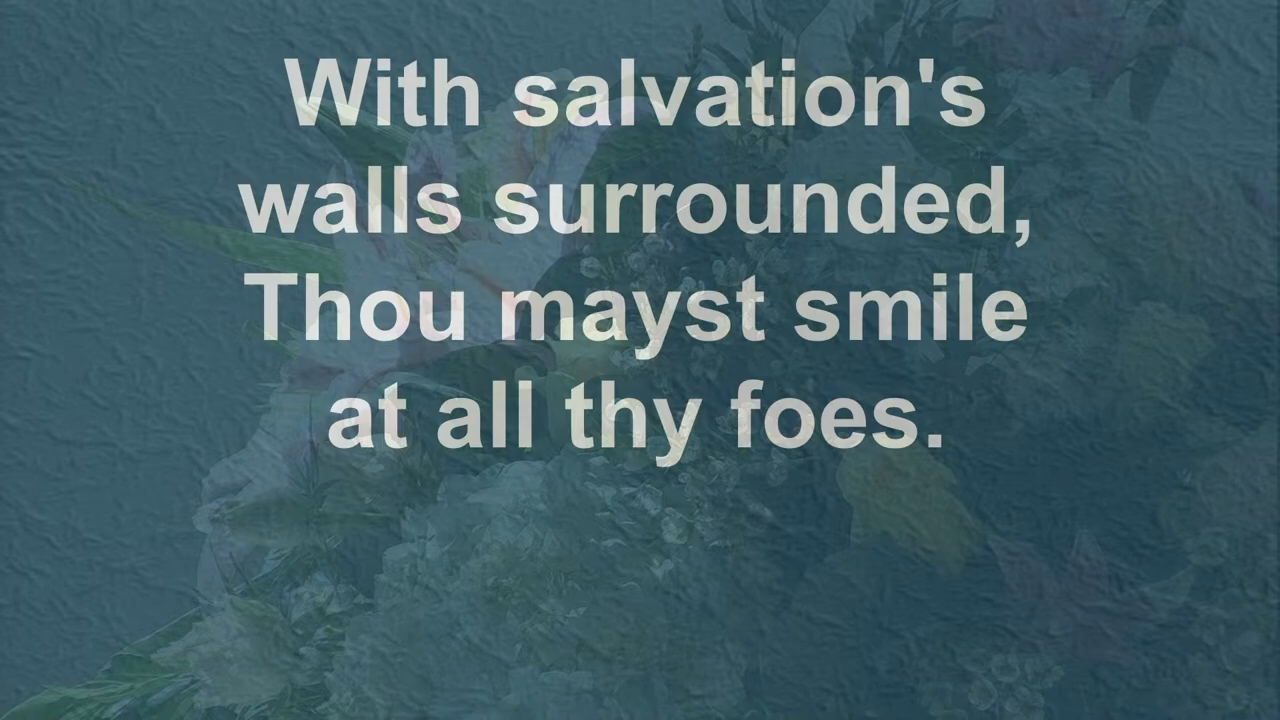 With salvation's
walls surrounded,
Thou mayst smile
at all thy foes.